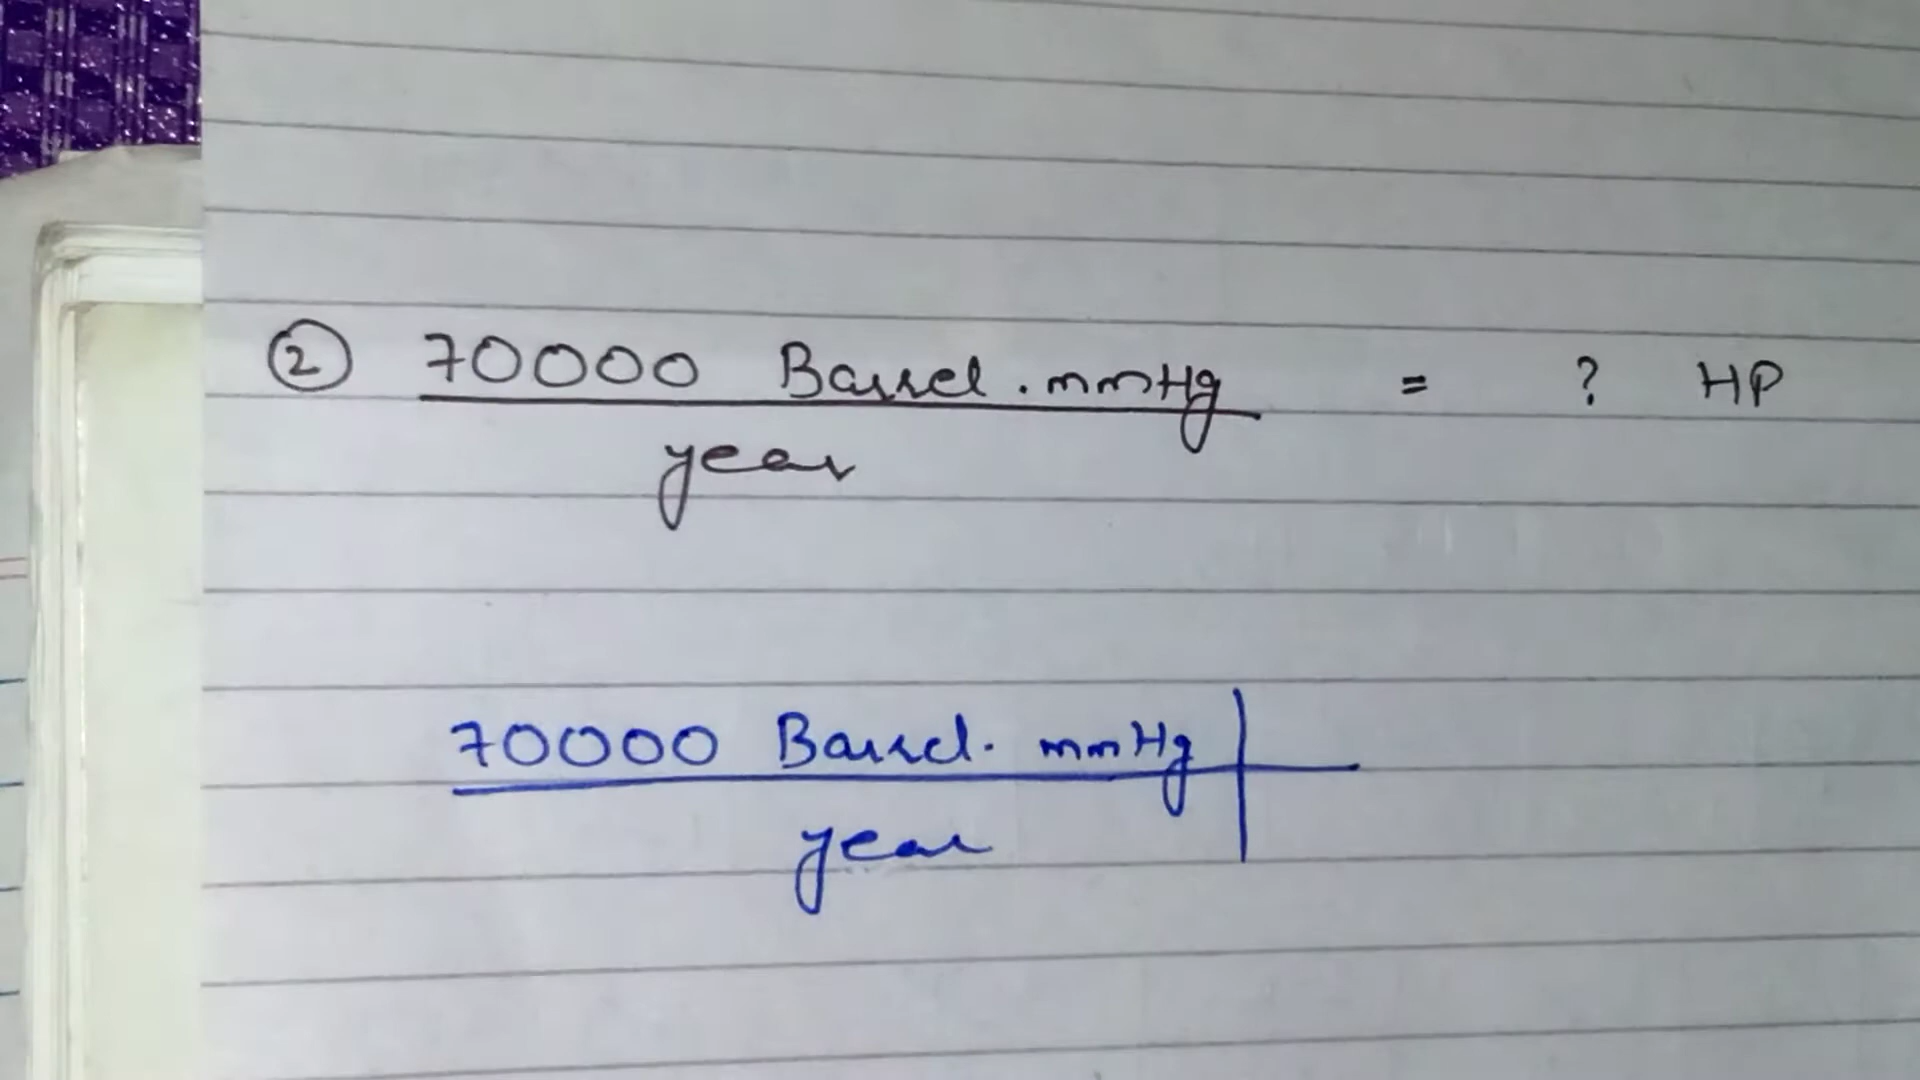 ② 70000 Barrel . mmHg = ? HP
year
70000 Barrel . mmHg
year